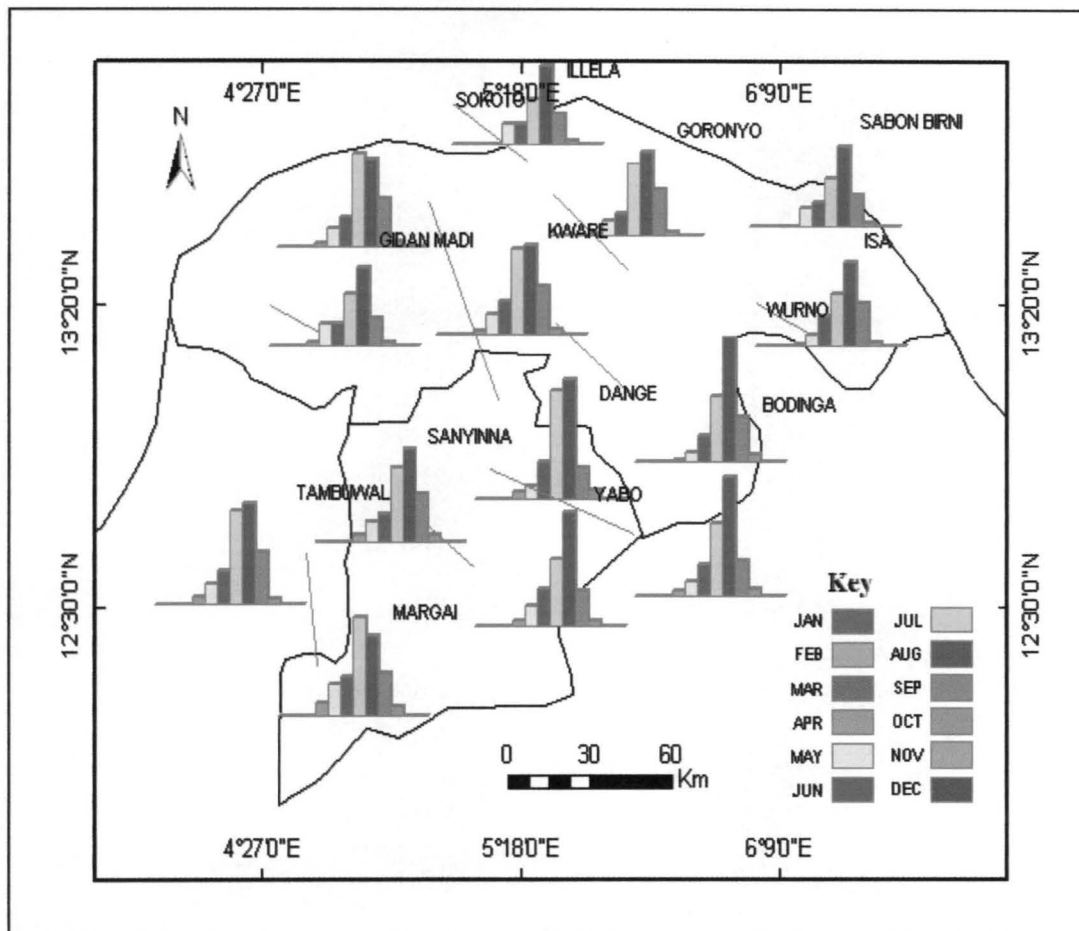 ILLELA
4°27'0"E 5°18'0"E 6°9'0"E
N
SOKOTO
GORONYO
SABON BIRNI
GIDAN MADI
KWARE
ISA
13°20'0"N
WURNO
13°20'0"N
DANGE
BODINGA
SANYINNA
TAMBUWAL
YABO
12°30'0"N
12°30'0"N
MARGAI
Key
JAN JUL
FEB AUG
MAR SEP
APR OCT
MAY NOV
JUN DEC
0 30 60
Km
4°27'0"E 5°18'0"E 6°9'0"E